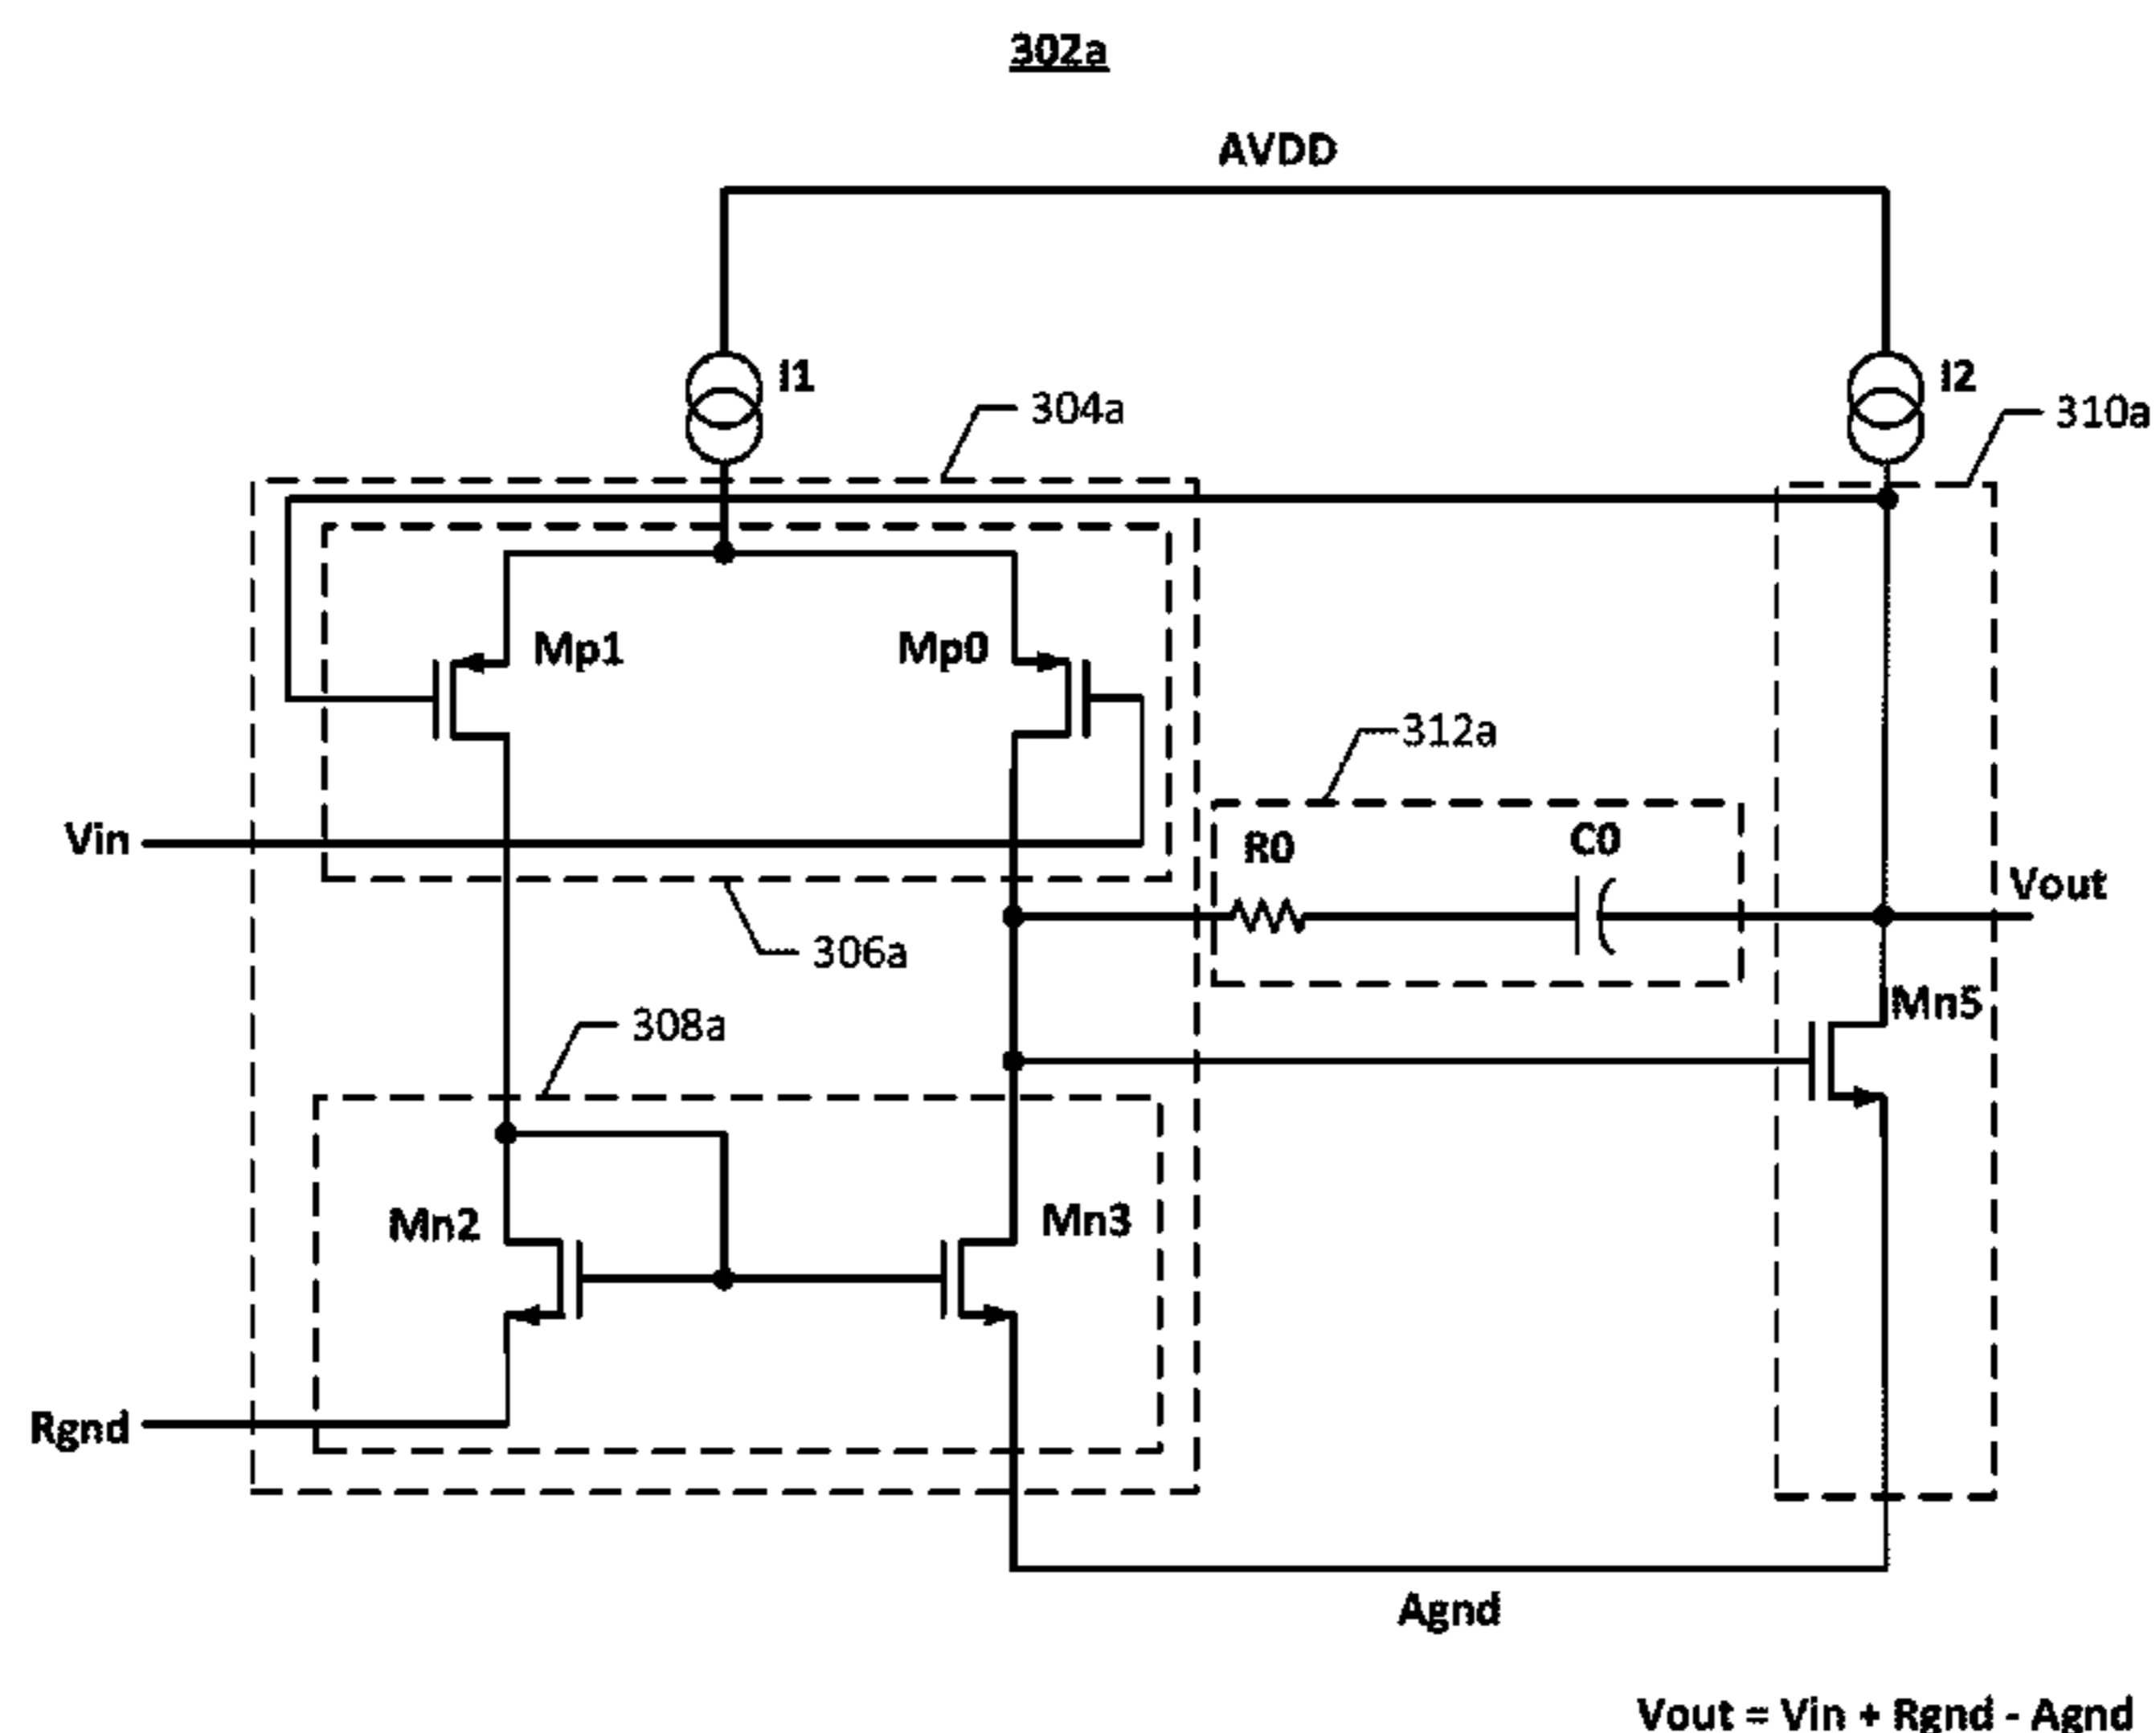 302a
AVDD
I1
I2
304a
310a
Mp1
Mp0
312a
Vin
R0
C0
Vout
306a
Mn5
308a
Mn2
Mn3
Rgnd
Agnd
Vout = Vin + Rgnd - Agnd